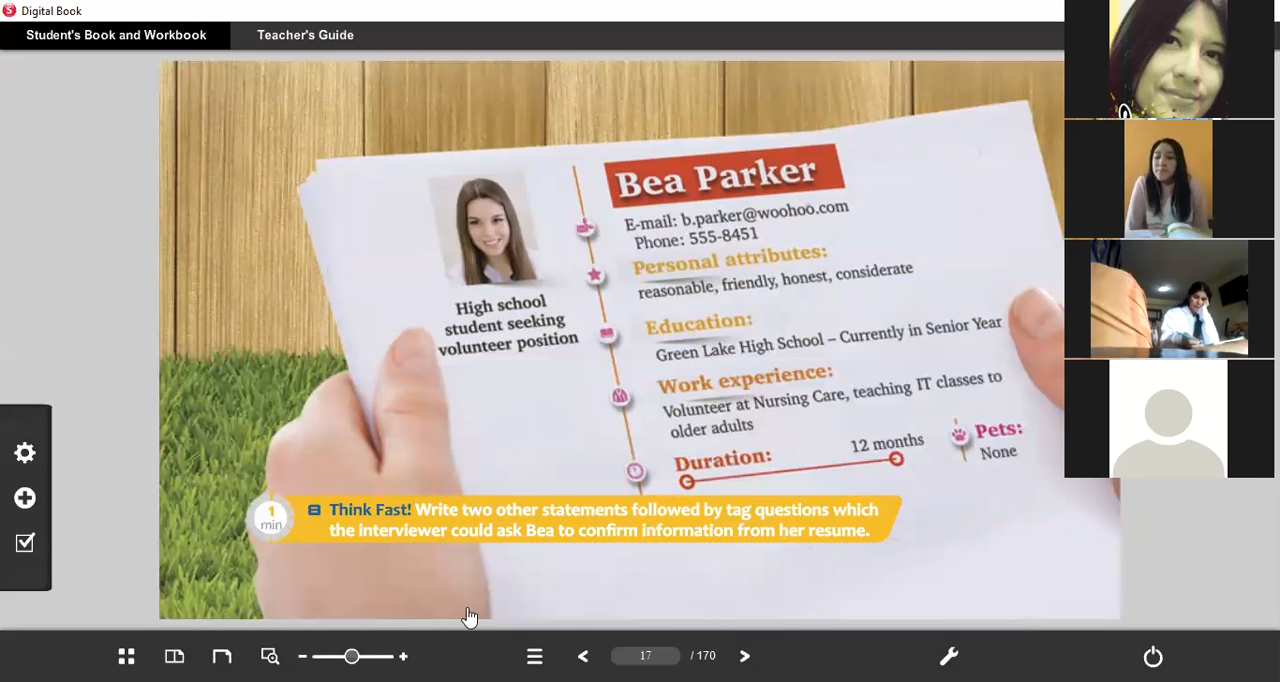 Digital Book
Student's Book and Workbook
Teacher's Guide
Bea Parker
E-mail: b.parker@woohoo.com
Phone: 555-8451
Personal attributes:
reasonable, friendly, honest, considerate
High school
student seeking
volunteer position
Education:
Green Lake High School – Currently in Senior Year
Work experience:
Volunteer at Nursing Care, teaching IT classes to
older adults
Duration:
12 months
Pets:
None
1
min
8 Think Fast! Write two other statements followed by tag questions which
the interviewer could ask Bea to confirm information from her resume.
17 / 170